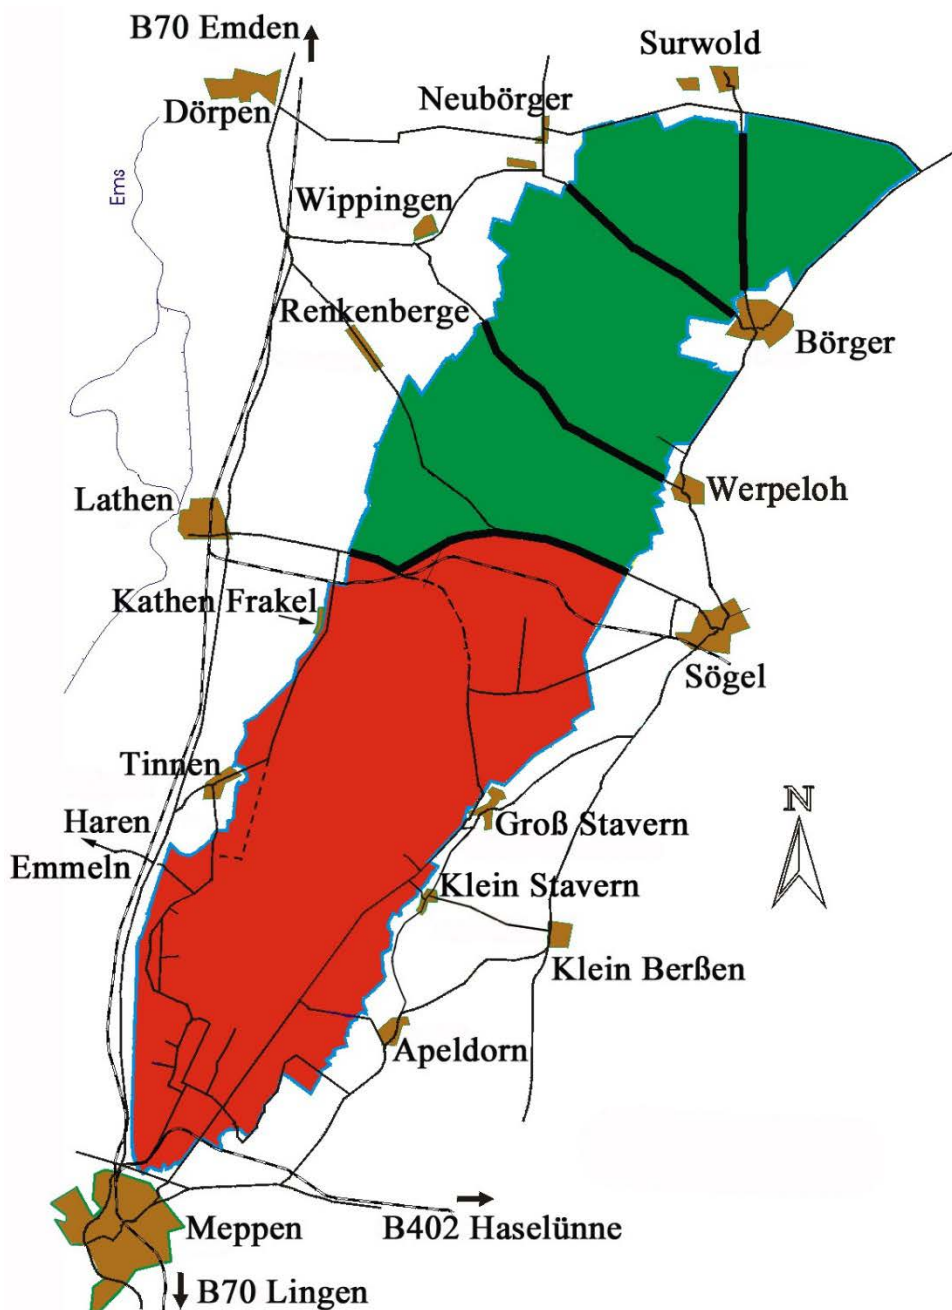 B70 Emden
Surwold
Neubörger
Dörpen
Ems
Wippingen
Renkenberge
Börger
Lathen
Werpeloh
Kathen Frakel
Sögel
Tinnen
N
Haren
Groß Stavern
Emmeln
Klein Stavern
Klein Berßen
Apeldorn
Meppen
B402 Haselünne
B70 Lingen